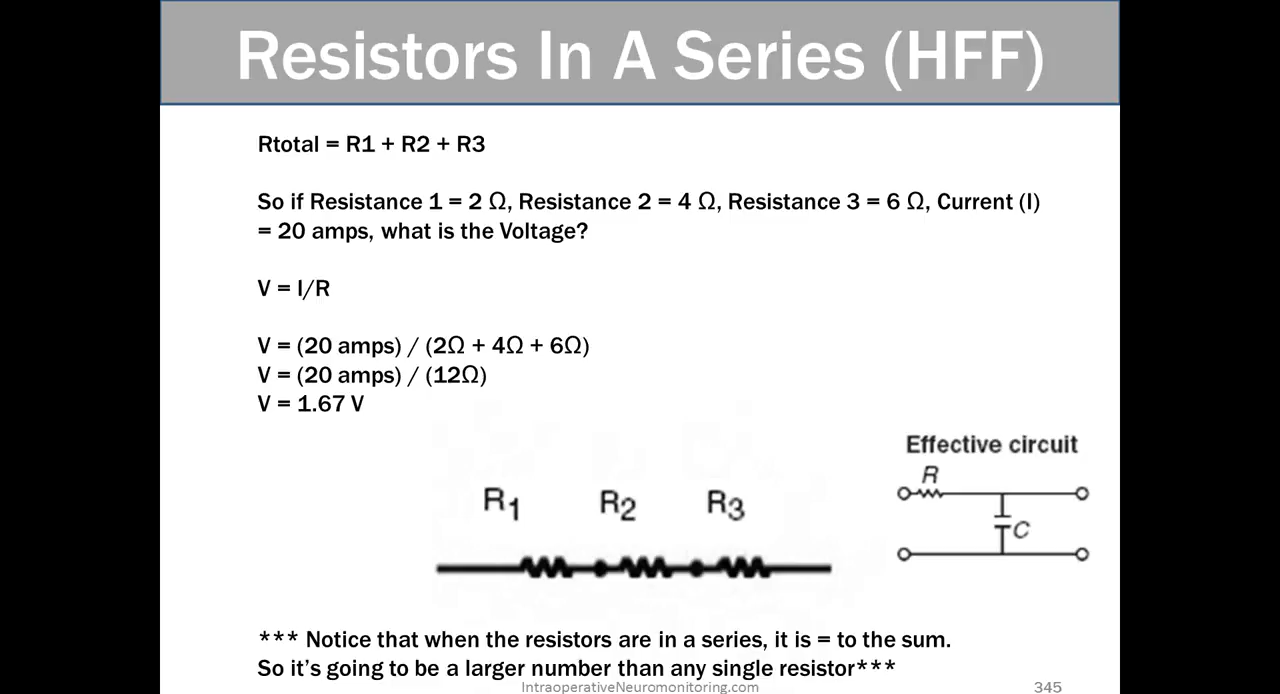 Resistors In A Series (HFF)
Rtotal = R1 + R2 + R3
So if Resistance 1 = 2 Ω, Resistance 2 = 4 Ω, Resistance 3 = 6 Ω, Current (I)
= 20 amps, what is the Voltage?
V = I/R
V = (20 amps) / (2Ω + 4Ω + 6Ω)
V = (20 amps) / (12Ω)
V = 1.67 V
Effective circuit
R
C
R1 R2 R3
*** Notice that when the resistors are in a series, it is = to the sum.
So it's going to be a larger number than any single resistor***
IntraoperativeNeuromonitoring.com
345